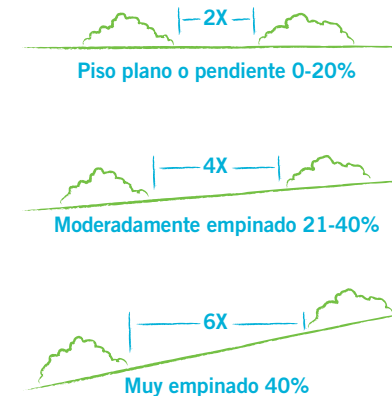 2X
Piso plano o pendiente 0-20%
4X
Moderadamente empinado 21-40%
6X
Muy empinado 40%